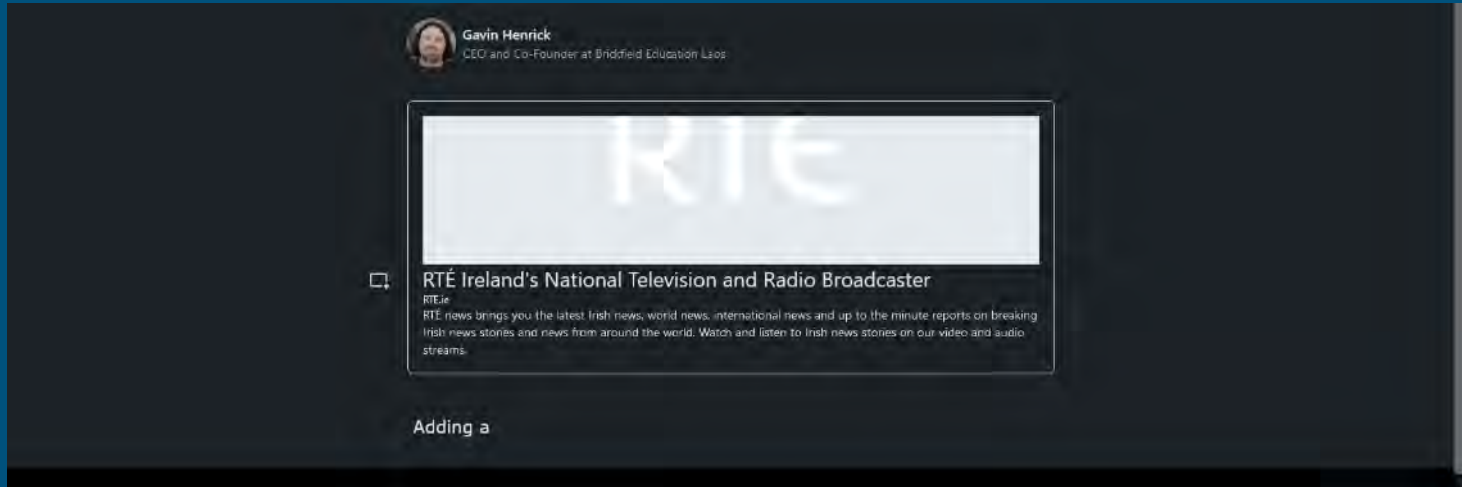 Gavin Henrick
CEO and Co-Founder at Brickfield Education Labs
RTE
RTÉ Ireland's National Television and Radio Broadcaster
RTE.ie
RTÉ news brings you the latest Irish news, world news, international news and up to the minute reports on breaking
Irish news stories and news from around the world. Watch and listen to Irish news stories on our video and audio
streams.
Adding a